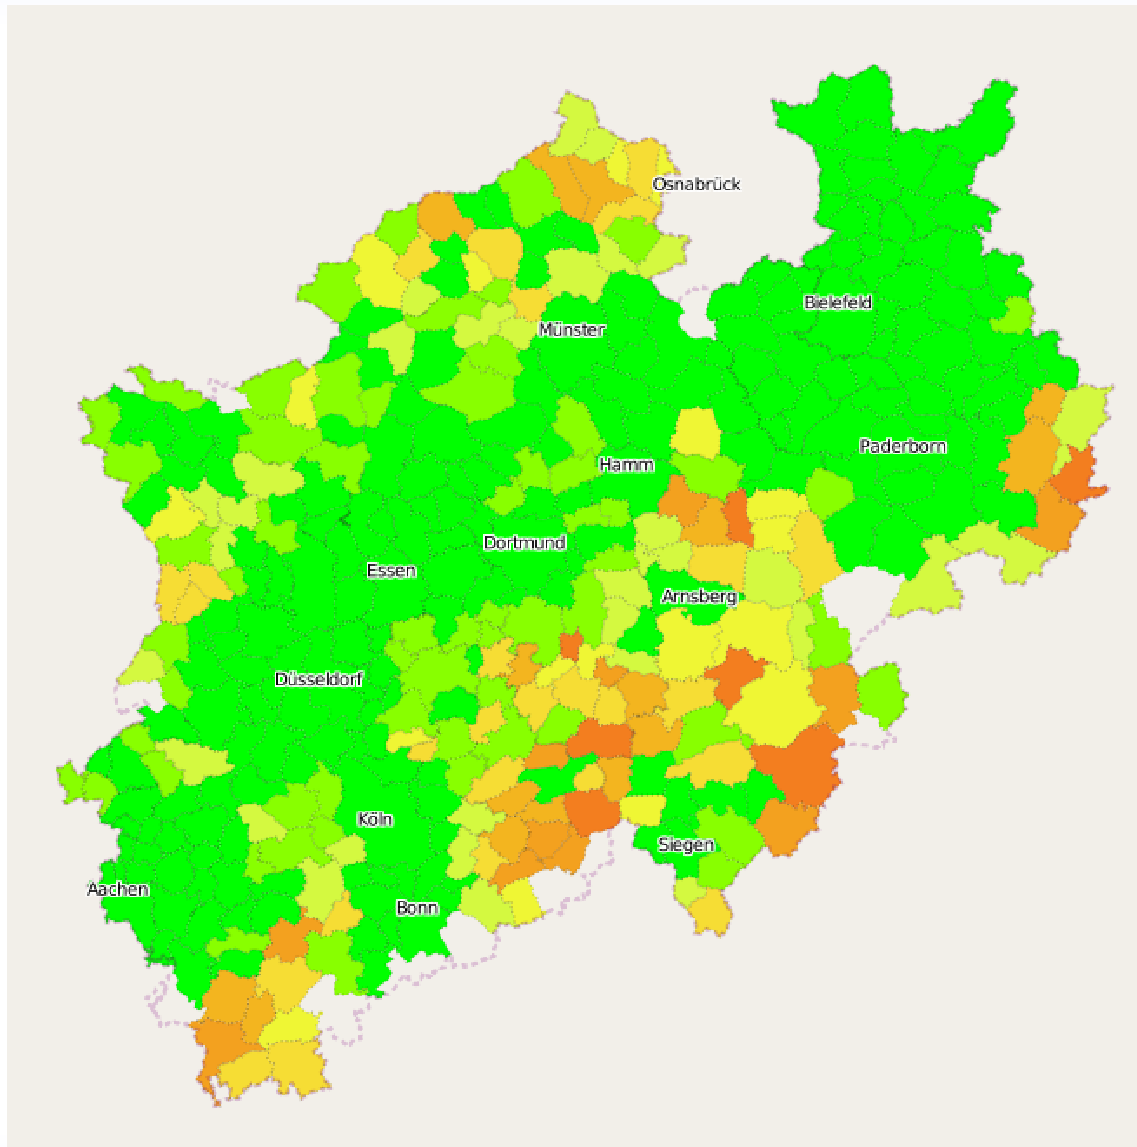 Osnabrück
Bielefeld
Münster
Paderborn
Hamm
Dortmund
Essen
Arnsberg
Düsseldorf
Köln
Siegen
Aachen
Bonn